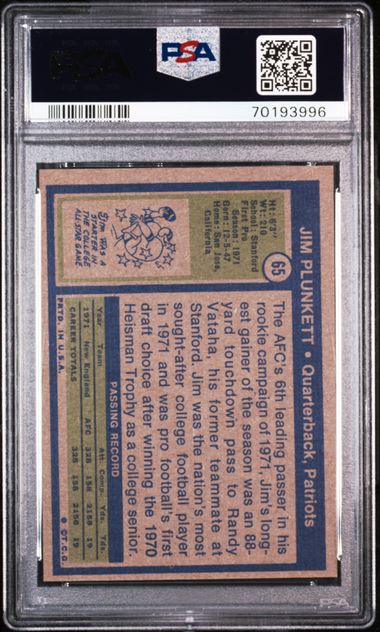 PSA
70193996
JIM PLUNKETT • Quarterback, Patriots
65
Ht: 6'3"
Wt: 210
School: Stanford
First Pro
Season: 1971
Born: 12-5-47
Home: San Jose,
California
JIM WAS A
STARTER IN
THE COLLEGE
ALL-STAR GAME
The AFC's 6th leading passer in his
rookie campaign of 1971, Jim's long-
est gainer of the season was an 88-
yard touchdown pass to Randy
Vataha, his former teammate at
Stanford. Jim was the nation's most
sought-after college football player
in 1971 and was pro football's first
draft choice after winning the 1970
Heisman Trophy as a college senior.
PASSING RECORD
Year Team Att. Comp. Yds. Tds.
1971 New England AFC 328 158 2158 19
CAREER TOTALS 328 158 2158 19
PRTD. IN U.S.A.
© T.C.G.